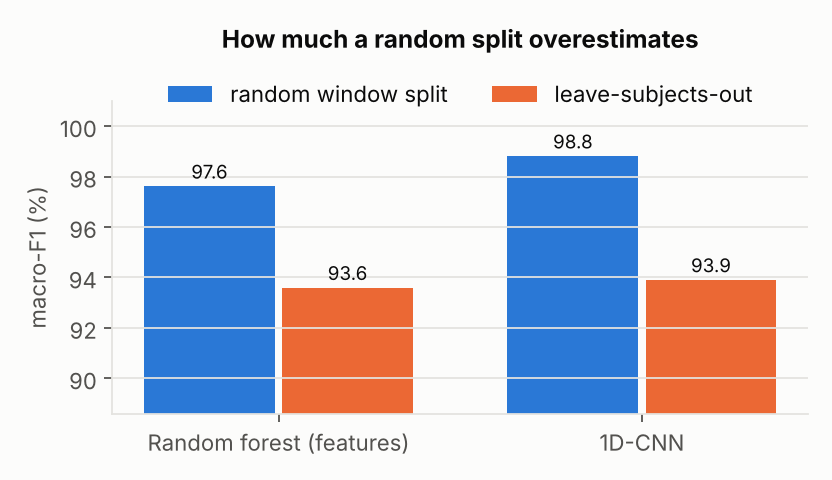 How much a random split overestimates
random window split
leave-subjects-out
macro-F1 (%)
100
98
96
94
92
90
97.6
93.6
98.8
93.9
Random forest (features)
1D-CNN